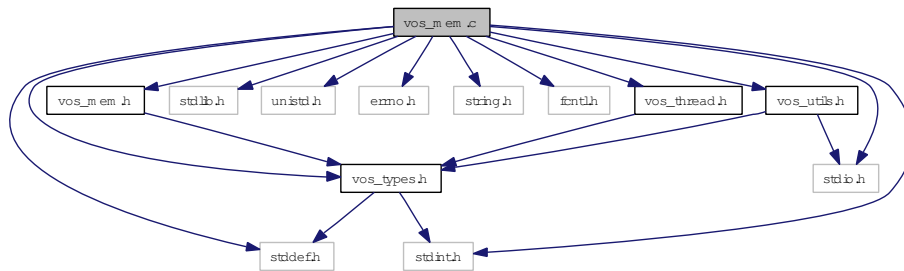 vos_mem.c
vos_mem.h
stdlib.h
unistd.h
errno.h
string.h
fcntl.h
vos_thread.h
vos_utils.h
vos_types.h
stdio.h
stddef.h
stdint.h